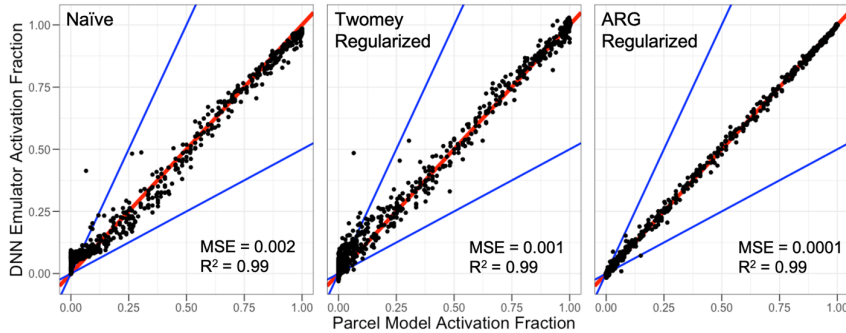 Naïve
Twomey
Regularized
ARG
Regularized
DNN Emulator Activation Fraction
1.00
0.75
0.50
0.25
0.00
MSE = 0.002
R² = 0.99
MSE = 0.001
R² = 0.99
MSE = 0.0001
R² = 0.99
0.00 0.25 0.50 0.75 1.00
0.00 0.25 0.50 0.75 1.00
0.00 0.25 0.50 0.75 1.00
Parcel Model Activation Fraction